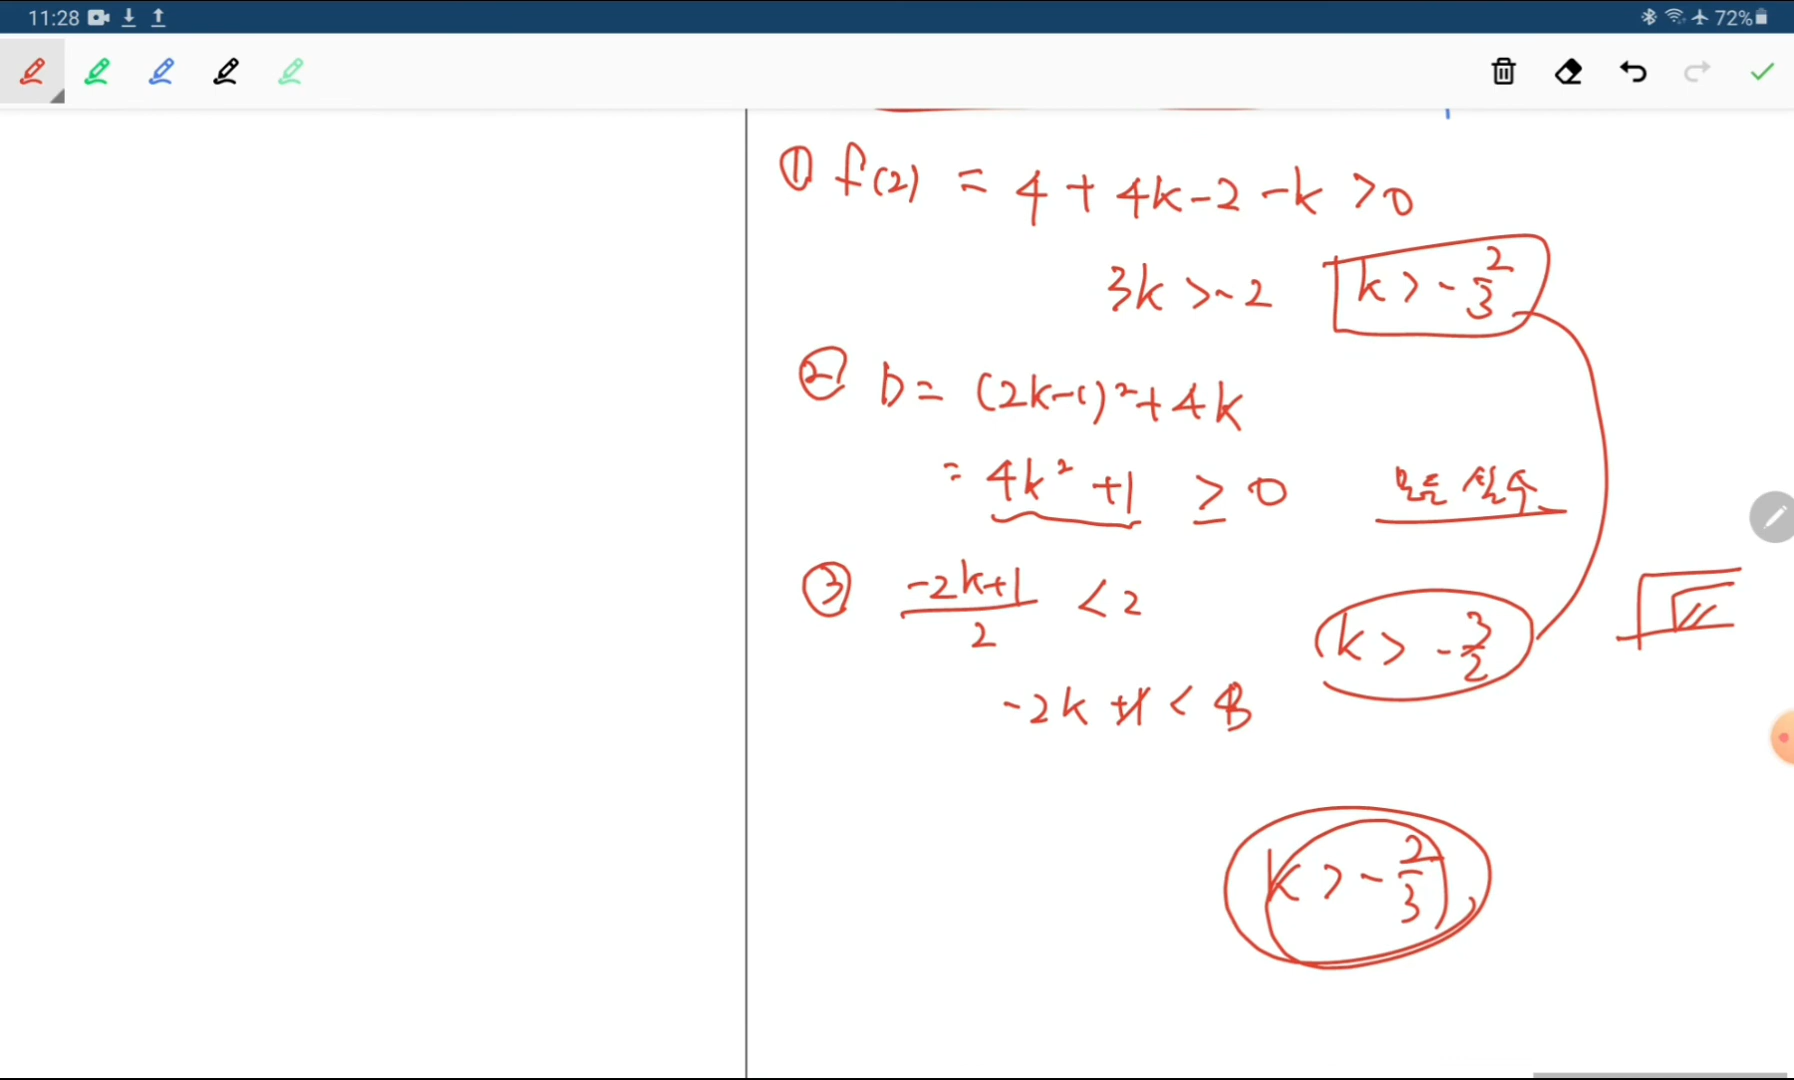 11:28 72%
① f(2) = 4 + 4k - 2 - k > 0
3k > -2 k > - 2/3
② D = (2k-1)² + 4k
= 4k² + 1 ≥ 0 모든 실수
③ (-2k+1)/2 < 2 k > - 3/2
-2k +1 < 3
k > - 2/3